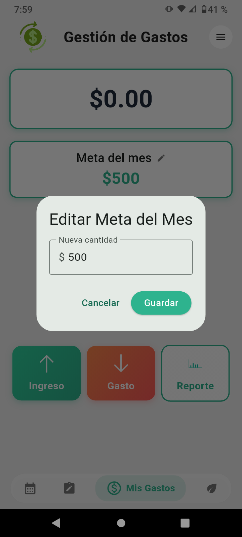 7:59
41 %
Gestión de Gastos
$0.00
Meta del mes
$500
Editar Meta del Mes
Nueva cantidad
$ 500
Cancelar
Guardar
Ingreso
Gasto
Reporte
Mis Gastos